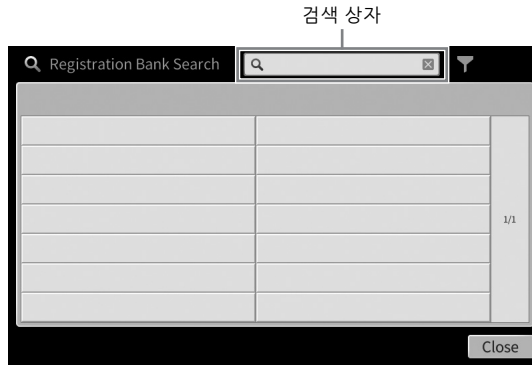 검색 상자
Registration Bank Search
1/1
Close